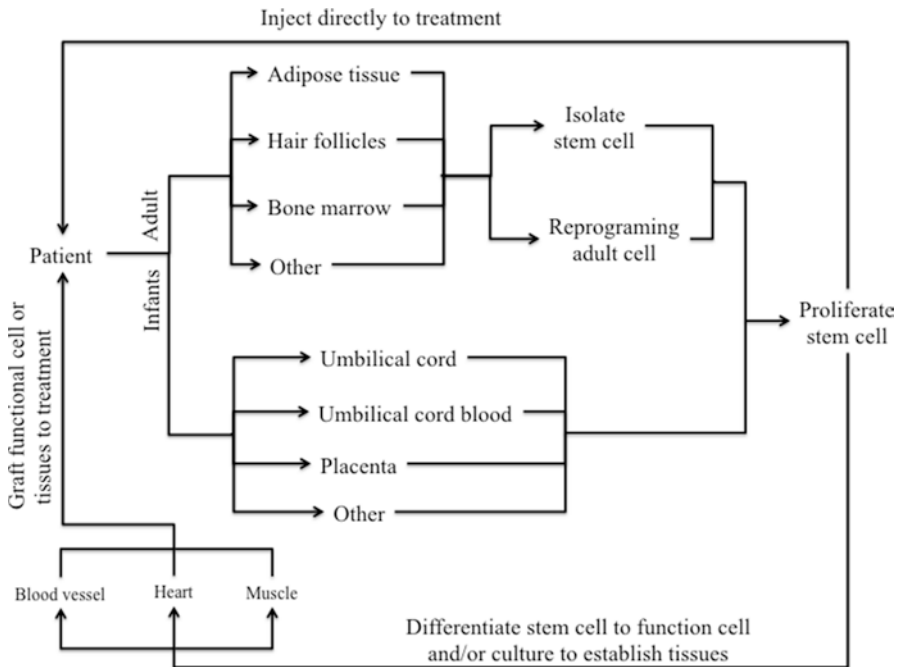 Inject directly to treatment
Adipose tissue
Hair follicles
Bone marrow
Other
Isolate
stem cell
Reprograming
adult cell
Adult
Patient
Infants
Proliferate
stem cell
Umbilical cord
Umbilical cord blood
Placenta
Other
Graft functional cell or
tissues to treatment
Blood vessel
Heart
Muscle
Differentiate stem cell to function cell
and/or culture to establish tissues